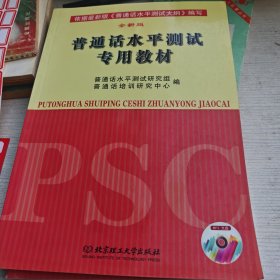 依据最新版《普通话水平测试大纲》编写
全新版
普通话水平测试
专用教材
普通话水平测试研究组
普通话培训研究中心 编
PUTONGHUA SHUIPING CESHI ZHUANYONG JIAOCAI
PSC
北京理工大学出版社